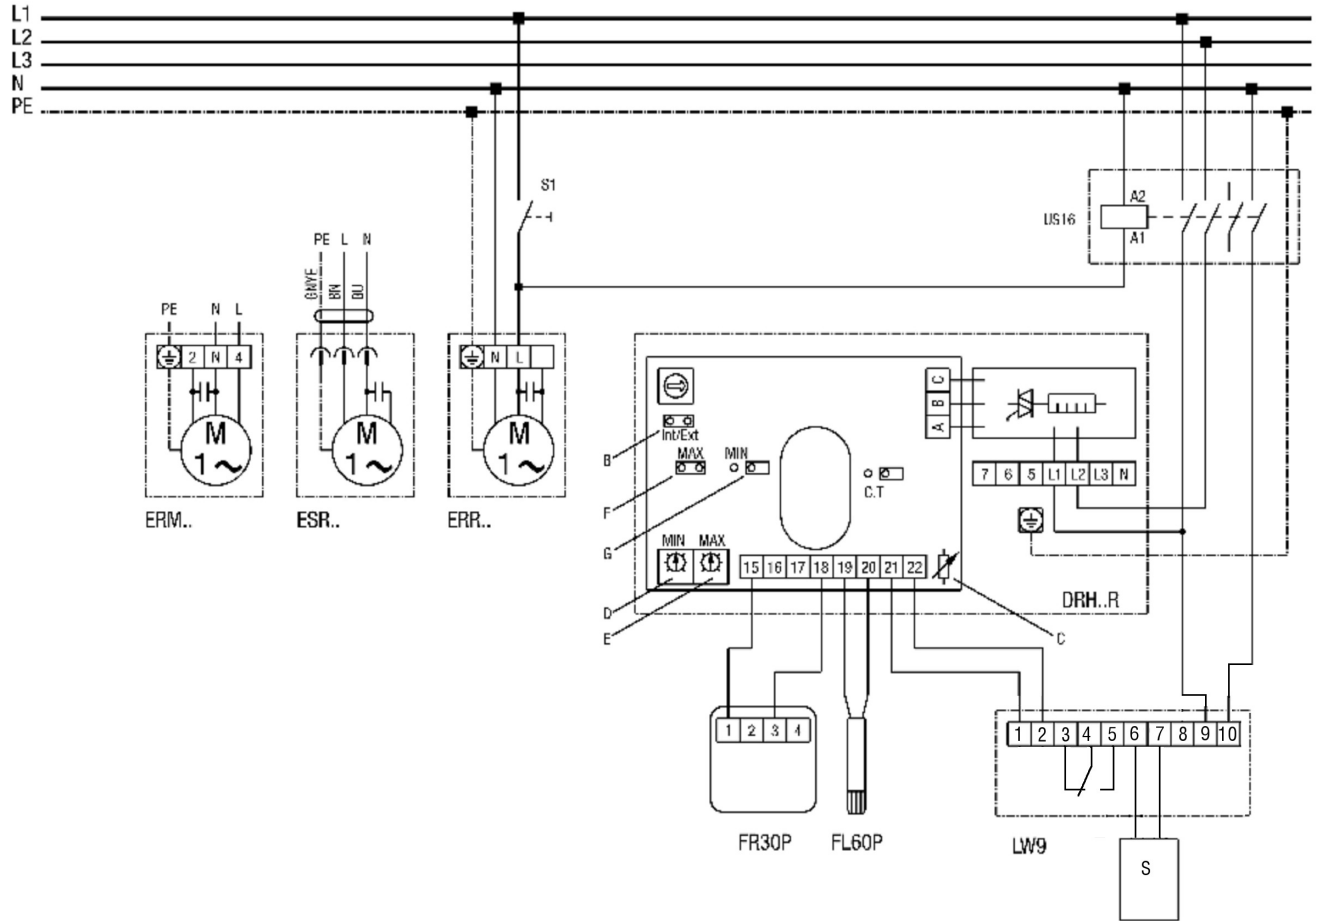 L1
L2
L3
N
PE
S1
A2
US16
A1
PE L N
GNYE
BN
BU
PE N L
2 N 4
N L
M
1~
M
1~
M
1~
ERM..
ESR..
ERR..
Int/Ext
MAX MIN
C.T
MIN MAX
15 16 17 18 19 20 21 22
C
B
A
7 6 5 L1 L2 L3 N
B
F
G
D
E
C
DRH..R
1 2 3 4
FR30P
FL60P
1 2 3 4 5 6 7 8 9 10
LW9
S